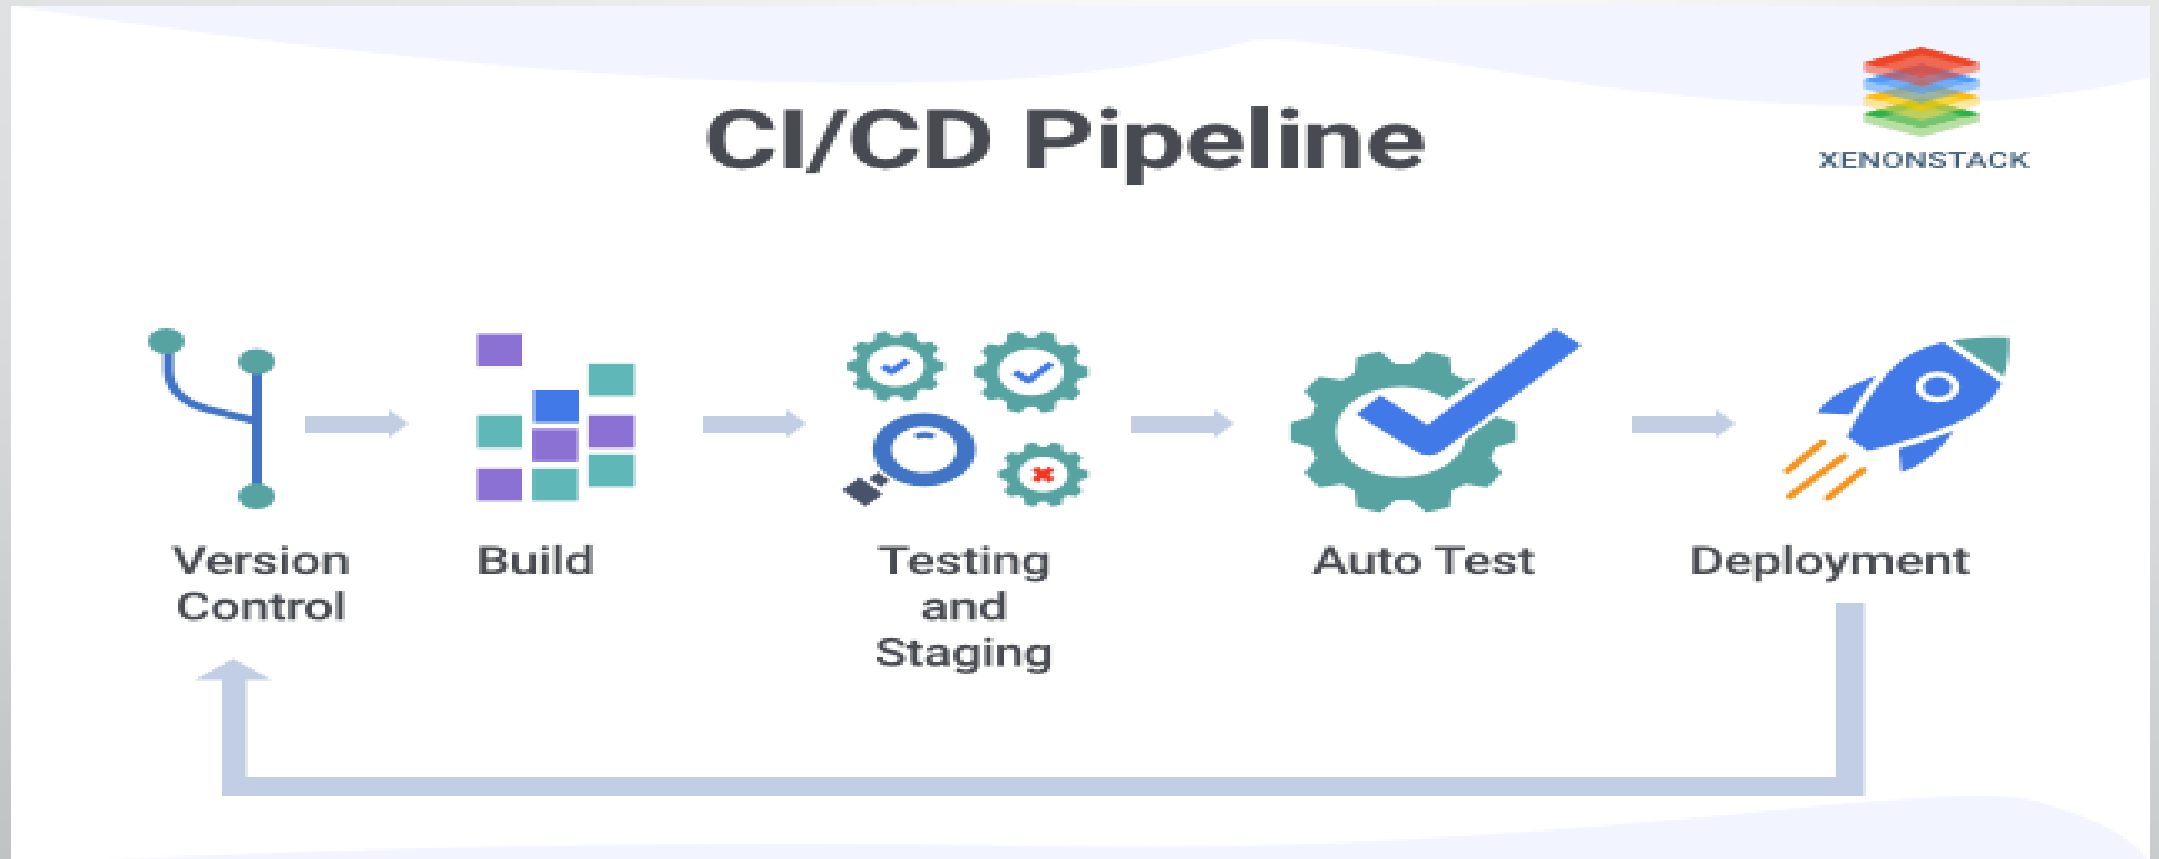 CI/CD Pipeline
XENONSTACK
Version
Control
Build
Testing
and
Staging
Auto Test
Deployment